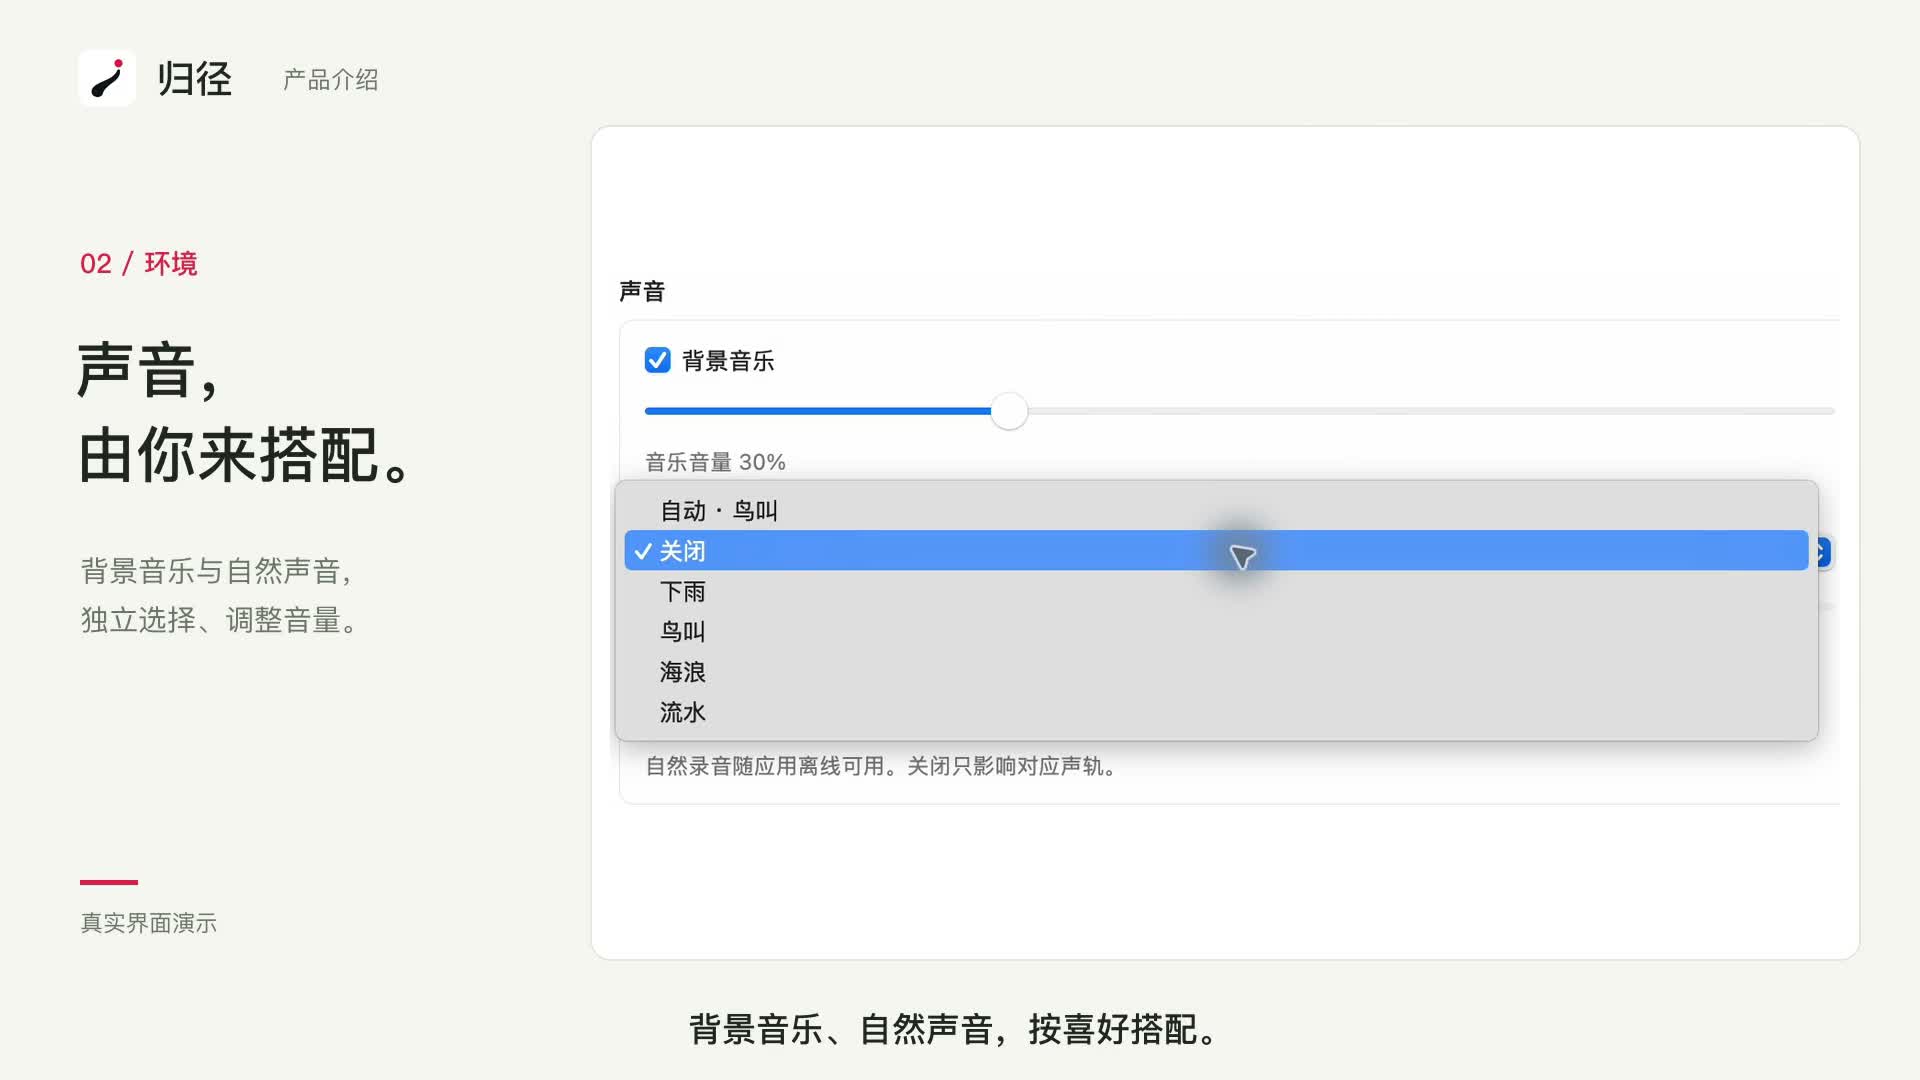 归径
产品介绍
02 / 环境
声音，
由你来搭配。
背景音乐与自然声音，
独立选择、调整音量。
真实界面演示
声音
背景音乐
音乐音量 30%
自动 · 鸟叫
关闭
下雨
鸟叫
海浪
流水
自然录音随应用离线可用。关闭只影响对应声轨。
背景音乐、自然声音，按喜好搭配。